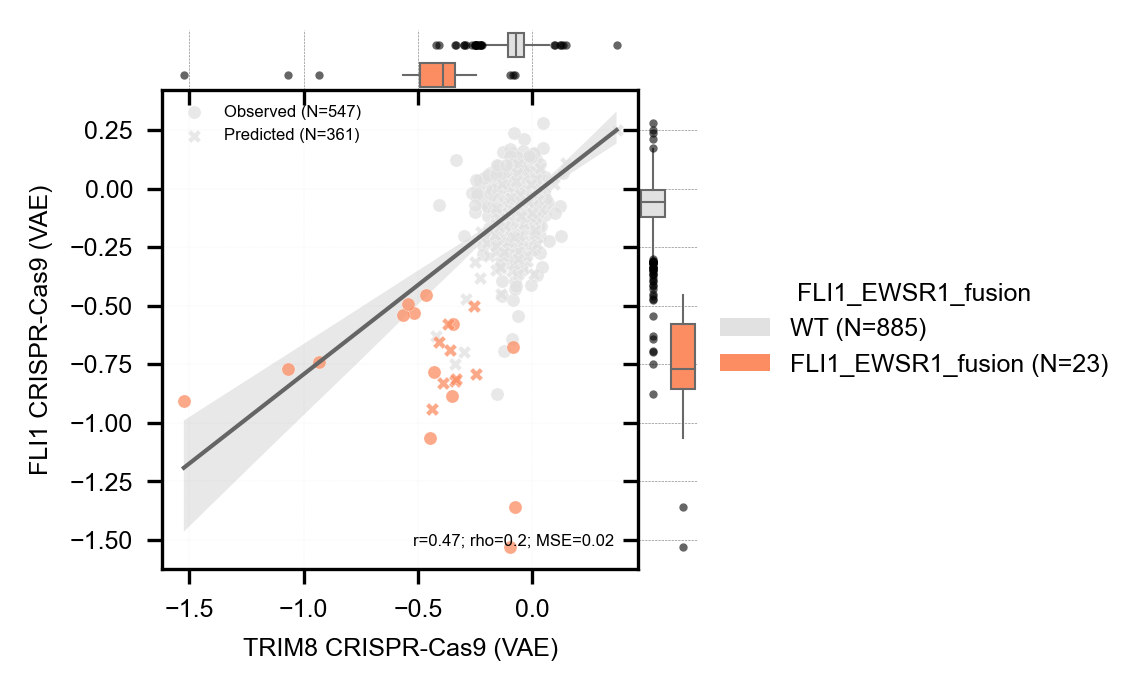 Observed (N=547)
Predicted (N=361)
0.25
0.00
−0.25
−0.50
−0.75
−1.00
−1.25
−1.50
FLI1 CRISPR-Cas9 (VAE)
r=0.47; rho=0.2; MSE=0.02
−1.5
−1.0
−0.5
0.0
TRIM8 CRISPR-Cas9 (VAE)
FLI1_EWSR1_fusion
WT (N=885)
FLI1_EWSR1_fusion (N=23)